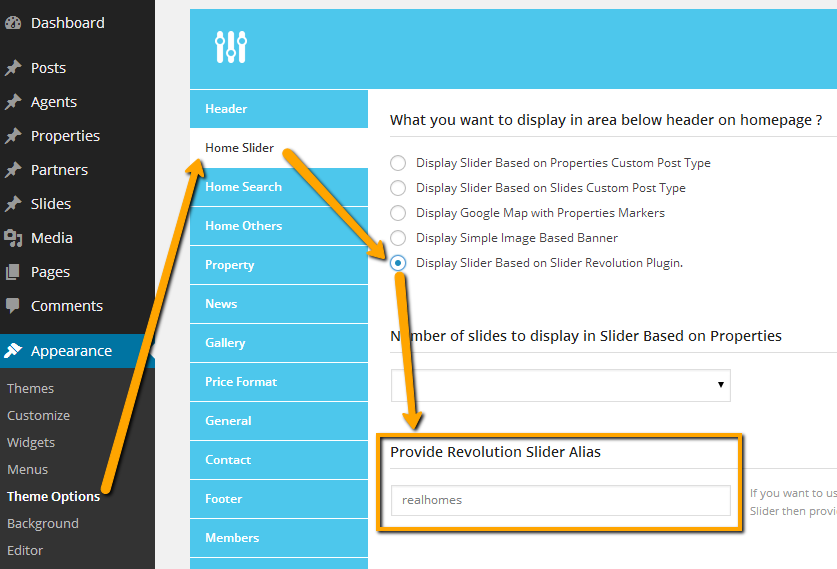 Dashboard
Posts
Agents
Properties
Partners
Slides
Media
Pages
Comments
Appearance
Themes
Customize
Widgets
Menus
Theme Options
Background
Editor
Header
Home Slider
Home Search
Home Others
Property
News
Gallery
Price Format
General
Contact
Footer
Members
What you want to display in area below header on homepage ?
Display Slider Based on Properties Custom Post Type
Display Slider Based on Slides Custom Post Type
Display Google Map with Properties Markers
Display Simple Image Based Banner
Display Slider Based on Slider Revolution Plugin.
Number of slides to display in Slider Based on Properties
Provide Revolution Slider Alias
realhomes
If you want to us
Slider then provid